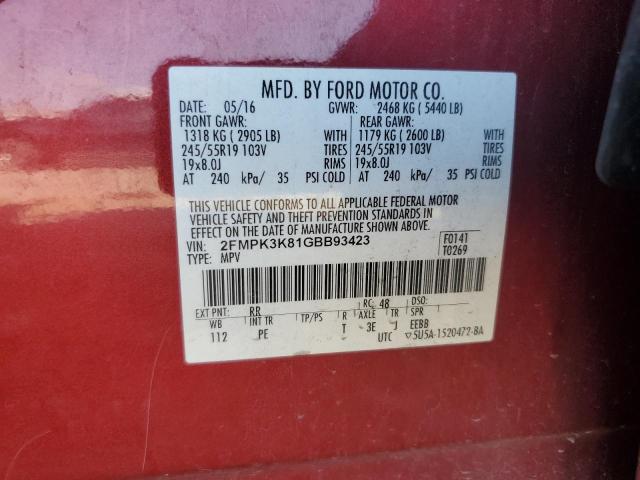 MFD. BY FORD MOTOR CO.
DATE: 05/16 GVWR: 2468 KG ( 5440 LB)
FRONT GAWR: REAR GAWR:
1318 KG ( 2905 LB) WITH 1179 KG ( 2600 LB) WITH
245/55R19 103V TIRES 245/55R19 103V TIRES
19x8.0J RIMS 19x8.0J RIMS
AT 240 kPa/ 35 PSI COLD AT 240 kPa/ 35 PSI COLD
THIS VEHICLE CONFORMS TO ALL APPLICABLE FEDERAL MOTOR
VEHICLE SAFETY AND THEFT PREVENTION STANDARDS IN
EFFECT ON THE DATE OF MANUFACTURE SHOWN ABOVE.
VIN: 2FMPK3K81GBB93423 F0141
TYPE: MPV T0269
EXT PNT: RR RC: 48 DSO:
WB INT TR TP/PS R AXLE TR SPR
112 PE T 3E J EEBB
UTC ▽5U5A-1520472-BA